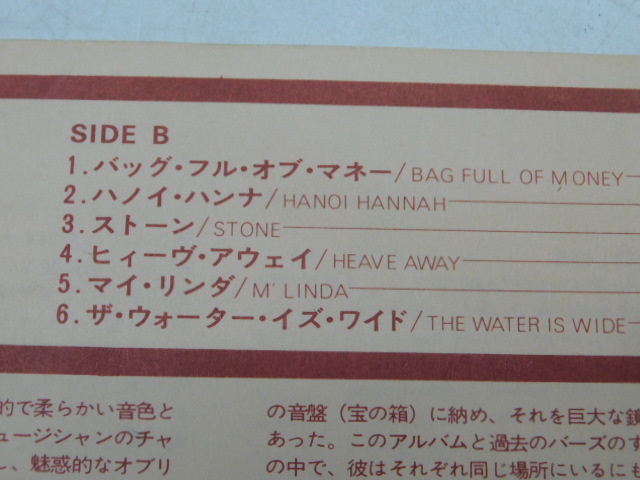 SIDE B
1.バッグ・フル・オブ・マネー/BAG FULL OF MONEY
2.ハノイ・ハンナ/HANOI HANNAH
3.ストーン/STONE
4.ヒィーヴ・アウェイ/HEAVE AWAY
5.マイ・リンダ/M' LINDA
6.ザ・ウォーター・イズ・ワイド/THE WATER IS WIDE
的で柔らかい音色と
ュージシャンのチャ
し、魅惑的なオブリ
の音盤(宝の箱)に納め、それを巨大な鏡
あった。このアルバムと過去のバーズのす
の中で、彼はそれぞれ同じ場所にいるにも